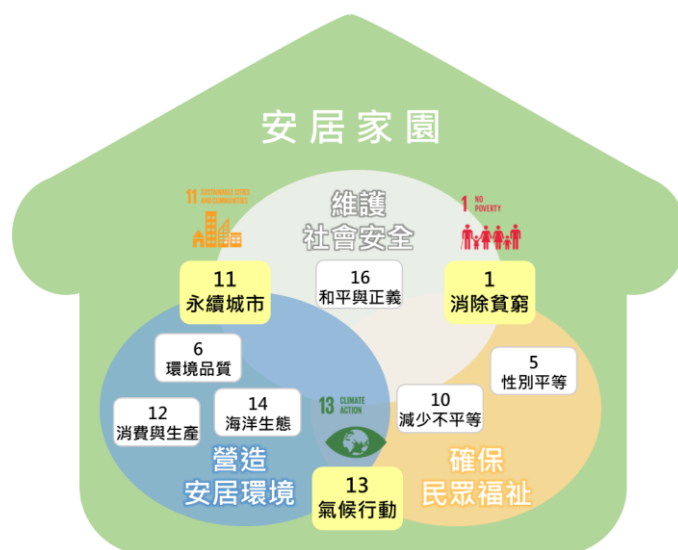 安居家園
11 SUSTAINABLE CITIES
AND COMMUNITIES
維護
社會安全
1 NO
POVERTY
11
永續城市
16
和平與正義
1
消除貧窮
6
環境品質
5
性別平等
12
消費與生產
14
海洋生態
13 CLIMATE
ACTION
10
減少不平等
營造
安居環境
13
氣候行動
確保
民眾福祉